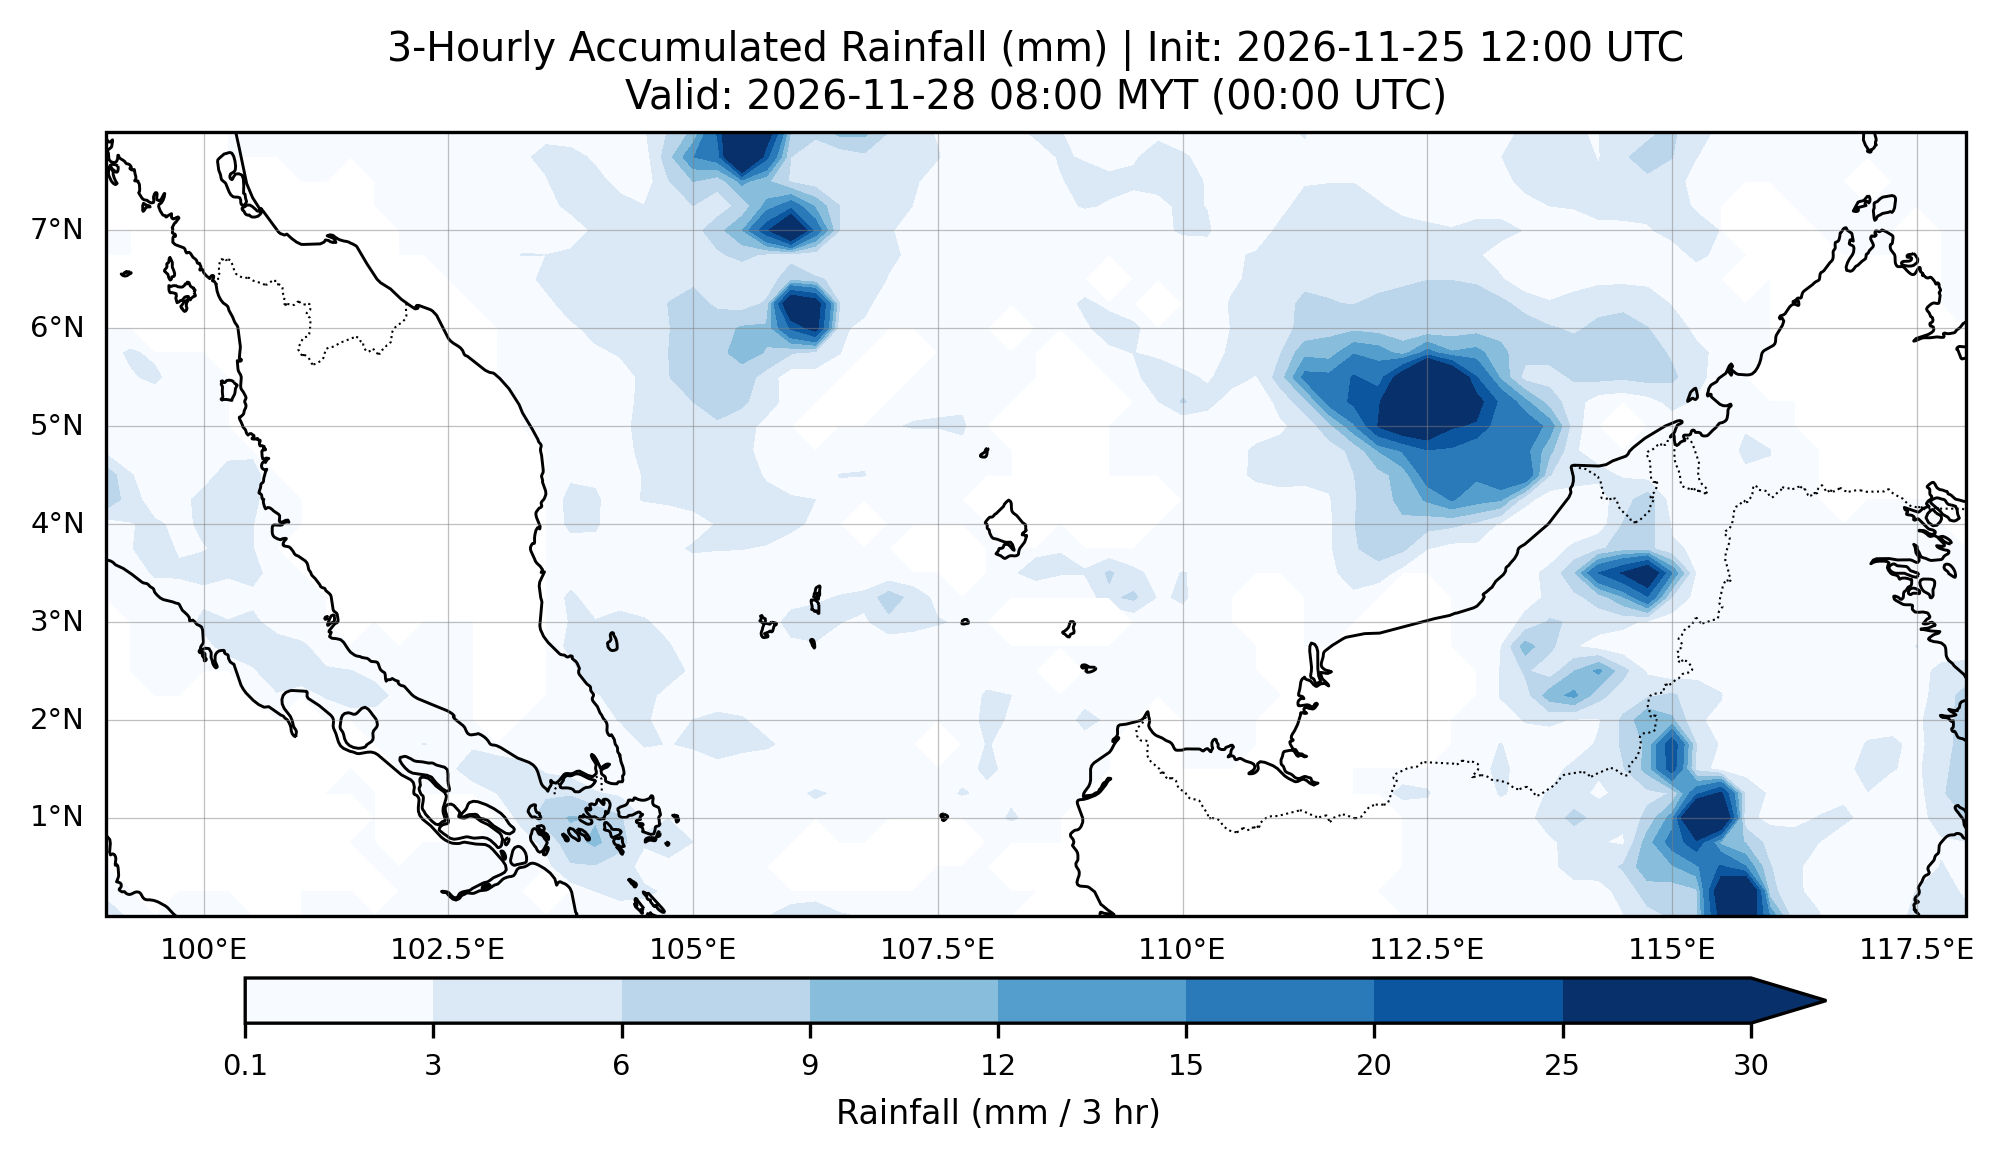 3-Hourly Accumulated Rainfall (mm) | Init: 2026-11-25 12:00 UTC
Valid: 2026-11-28 08:00 MYT (00:00 UTC)
7°N
6°N
5°N
4°N
3°N
2°N
1°N
100°E 102.5°E 105°E 107.5°E 110°E 112.5°E 115°E 117.5°E
0.1 3 6 9 12 15 20 25 30
Rainfall (mm / 3 hr)